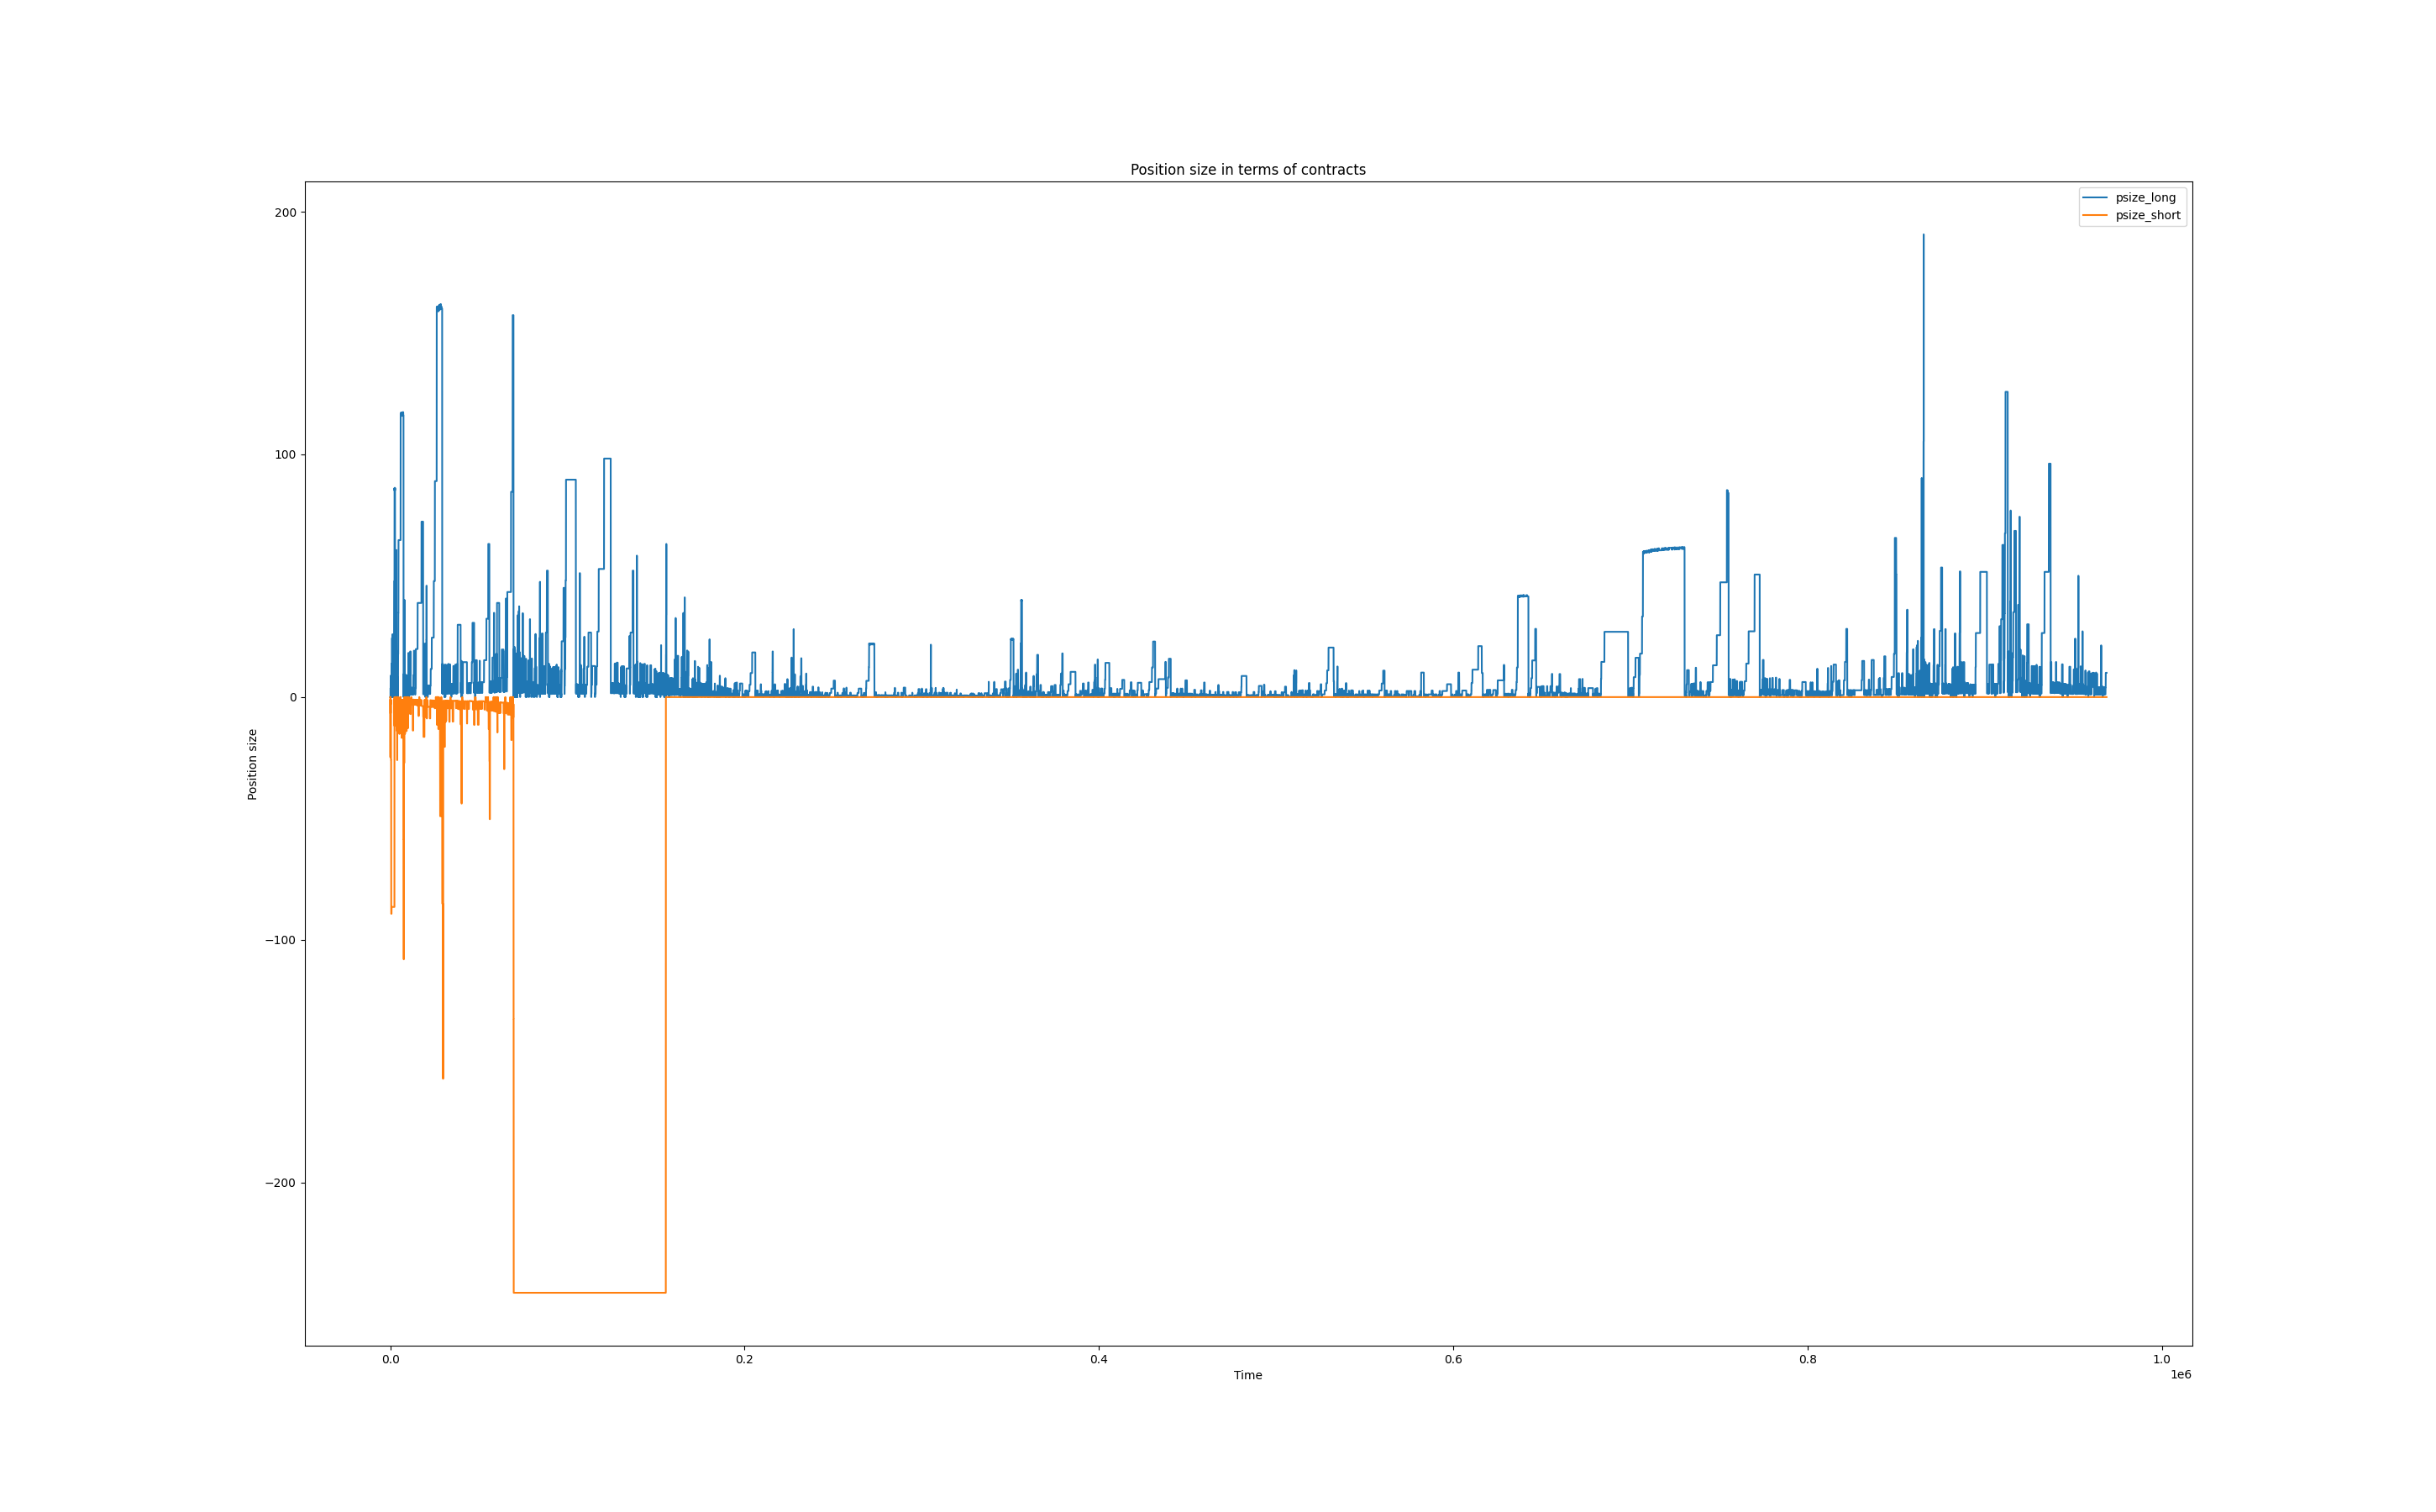 Position size in terms of contracts
psize_long
psize_short
200
100
0
−100
−200
Position size
0.0
0.2
0.4
0.6
0.8
1.0
1e6
Time